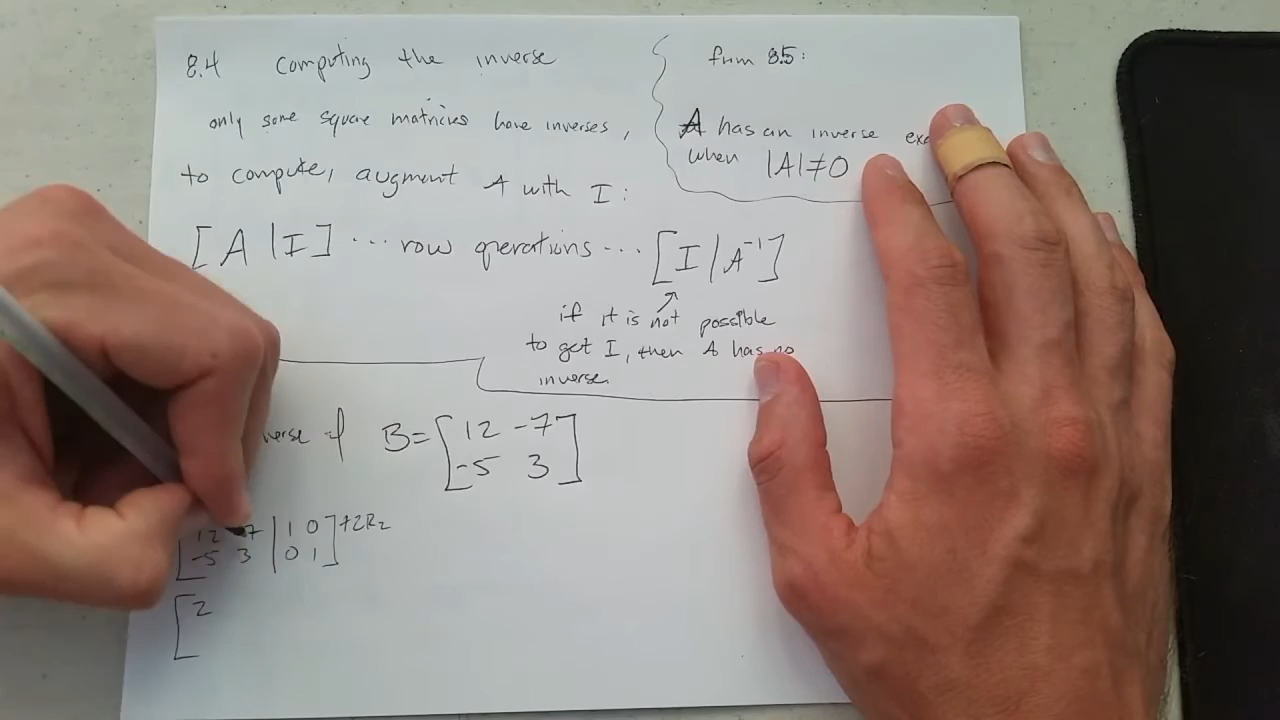 8.4 computing the inverse
only some square matricies have inverses,
to compute, augment A with I:
[A | I] ... row operations ... [I | A⁻¹]
if it is not possible
to get I, then A has no
inverse.
from 8.5:
A has an inverse
when |A| ≠ 0
of B = [12 -7
-5 3]
[12 -7 | 1 0] +2R₂
[-5 3 | 0 1]
[2